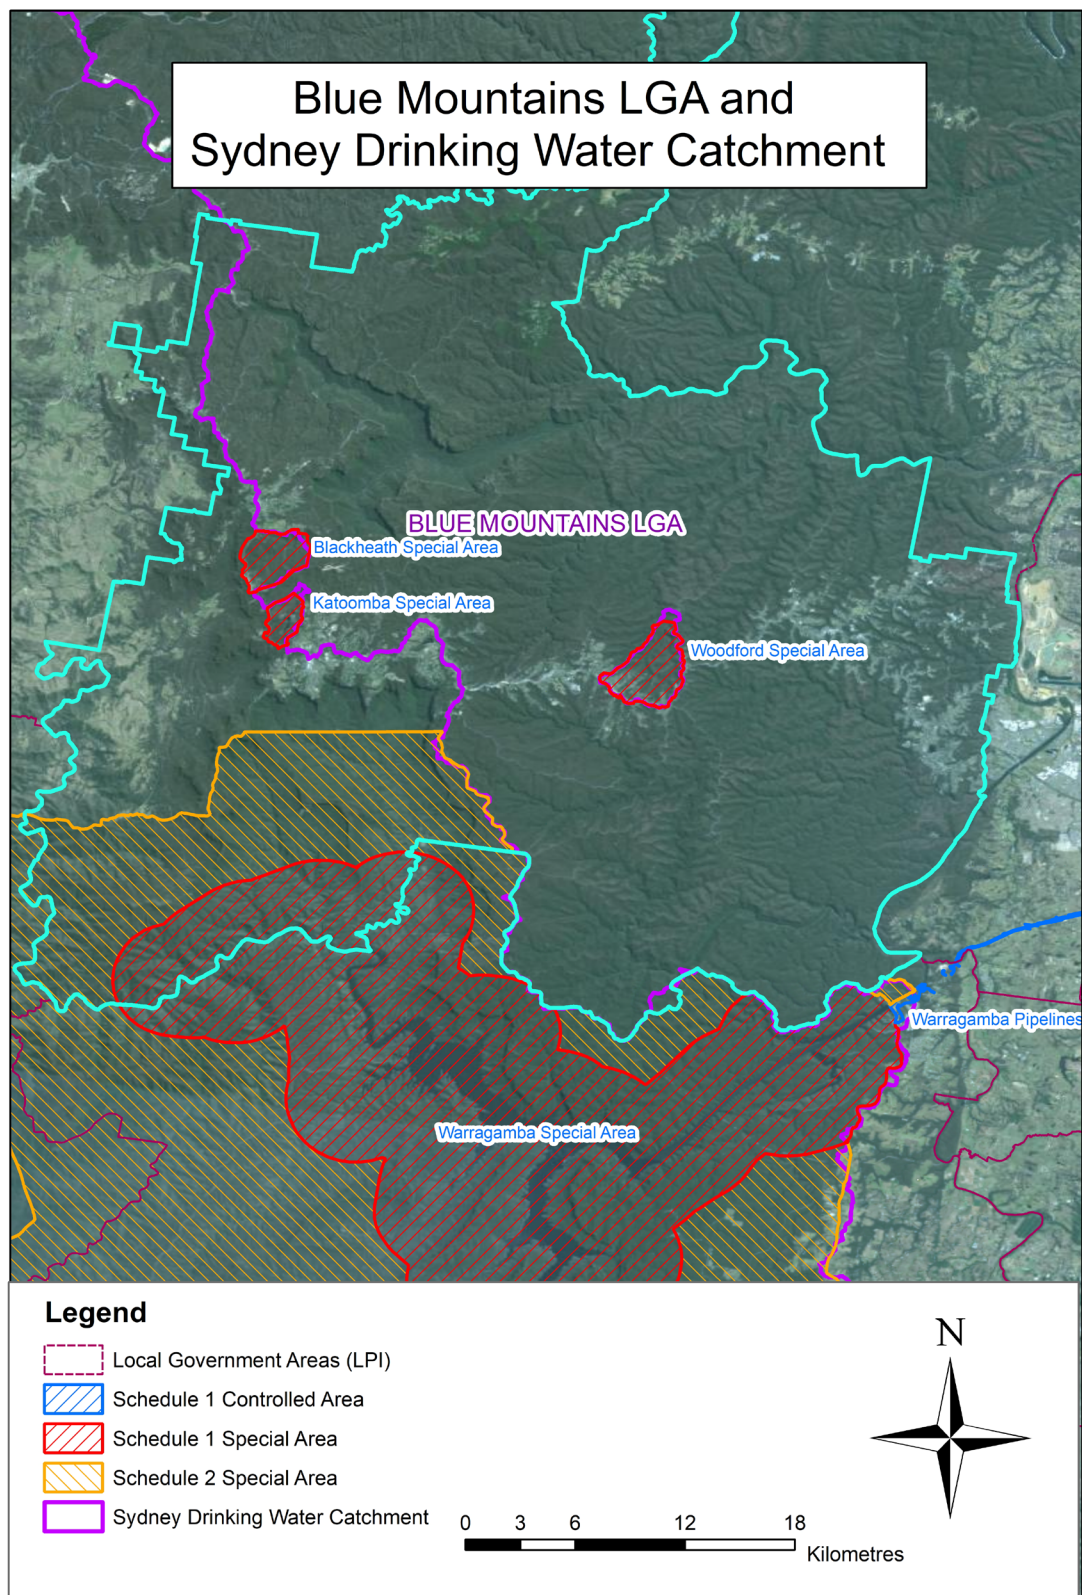 Blue Mountains LGA and
Sydney Drinking Water Catchment
BLUE MOUNTAINS LGA
Blackheath Special Area
Katoomba Special Area
Woodford Special Area
Warragamba Pipelines
Warragamba Special Area
Legend
Local Government Areas (LPI)
Schedule 1 Controlled Area
Schedule 1 Special Area
Schedule 2 Special Area
Sydney Drinking Water Catchment
N
0 3 6 12 18
Kilometres